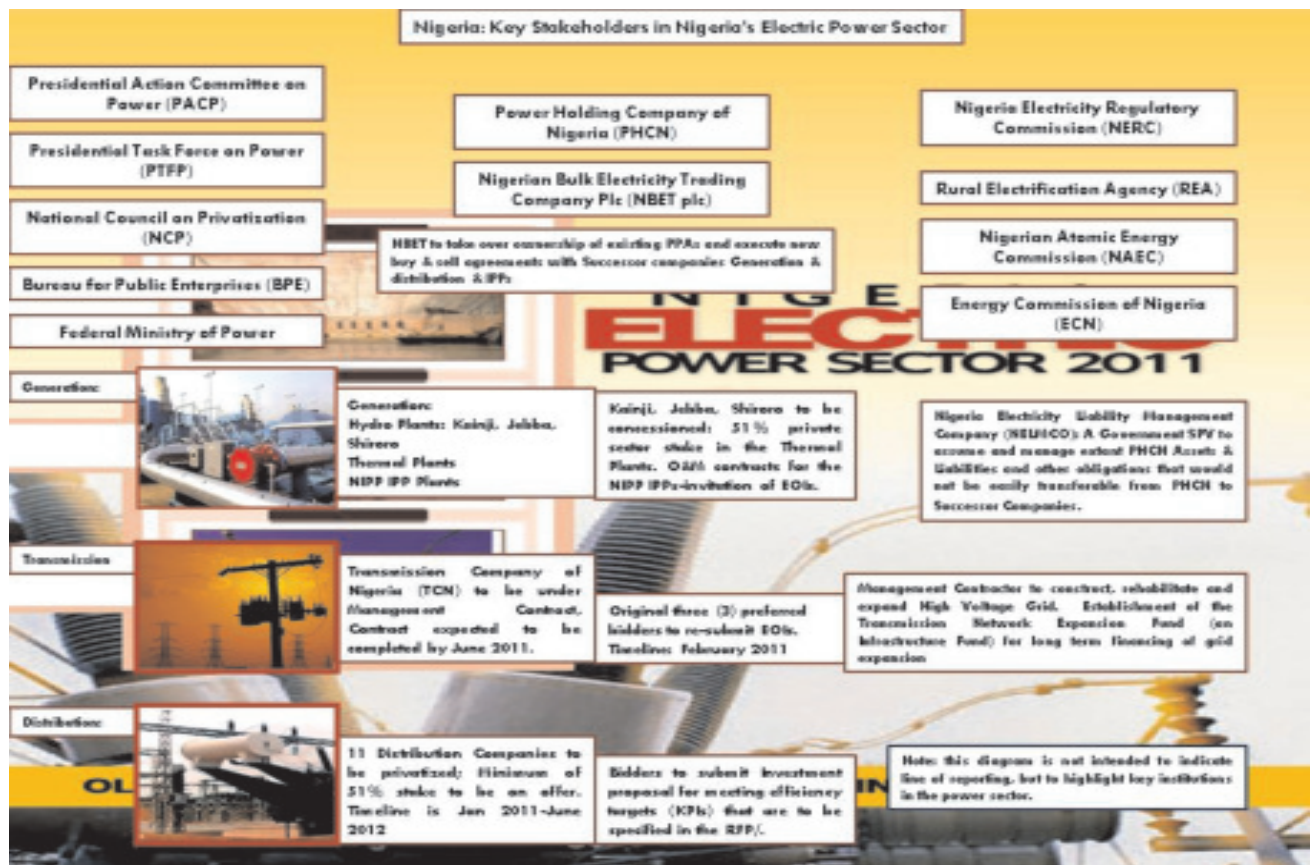 Nigeria: Key Stakeholders in Nigeria's Electric Power Sector
Presidential Action Committee on
Power (PACP)
Presidential Task Force on Power
(PTFP)
National Council on Privatization
(NCP)
Bureau for Public Enterprises (BPE)
Federal Ministry of Power
Power Holding Company of
Nigeria (PHCN)
Nigerian Bulk Electricity Trading
Company Plc (NBET plc)
NBET to take over ownership of existing PPAs and execute new
buy & sell agreements with Successor companies Generation &
distribution & IPPs
Nigeria Electricity Regulatory
Commission (NERC)
Rural Electrification Agency (REA)
Nigerian Atomic Energy
Commission (NAEC)
Energy Commission of Nigeria
(ECN)
NIGE
ELECT
POWER SECTOR 2011
Generation:
Generation:
Hydro Plants: Kainji, Jebba,
Shiroro
Thermal Plants
NIPP IPP Plants
Kainji, Jebba, Shiroro to be
concessioned: 51% private
sector stake in the Thermal
Plants. O&M contracts for the
NIPP IPPs-invitation of EOIs.
Nigeria Electricity Liability Management
Company (NELMCO): A Government SPV to
assume and manage extant PHCN Assets &
Liabilities and other obligations that would
not be easily transferable from PHCN to
Successor Companies.
Transmission
Transmission Company of
Nigeria (TCN) to be under
Management Contract,
Contract expected to be
completed by June 2011.
Original three (3) preferred
bidders to re-submit EOIs.
Timeline: February 2011
Management Contractor to construct, rehabilitate and
expand High Voltage Grid. Establishment of the
Transmission Network Expansion Fund (an
Infrastructure Fund) for long term financing of grid
expansion
Distribution:
11 Distribution Companies to
be privatized; Minimum of
51% stake to be on offer.
Timeline is Jan 2011-June
2012
Bidders to submit investment
proposal for meeting efficiency
targets (KPIs) that are to be
specified in the RFP/.
Note: this diagram is not intended to indicate
line of reporting, but to highlight key institutions
in the power sector.
OL
IN